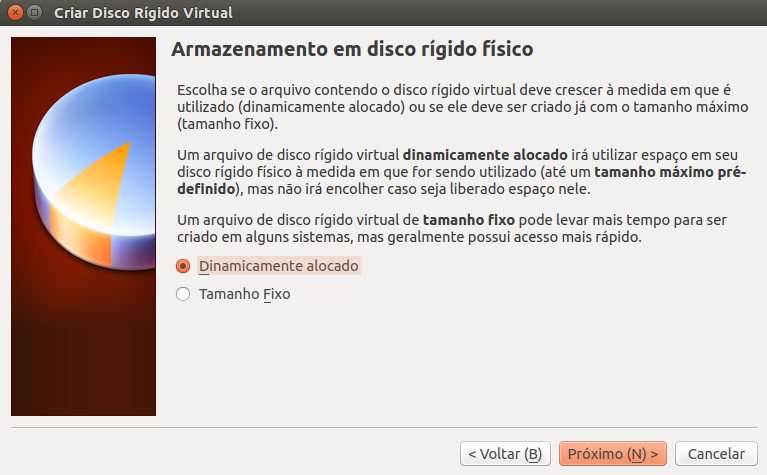 Criar Disco Rígido Virtual
Armazenamento em disco rígido físico
Escolha se o arquivo contendo o disco rígido virtual deve crescer à medida em que é
utilizado (dinamicamente alocado) ou se ele deve ser criado já com o tamanho máximo
(tamanho fixo).
Um arquivo de disco rígido virtual dinamicamente alocado irá utilizar espaço em seu
disco rígido físico à medida em que for sendo utilizado (até um tamanho máximo pré-
definido), mas não irá encolher caso seja liberado espaço nele.
Um arquivo de disco rígido virtual de tamanho fixo pode levar mais tempo para ser
criado em alguns sistemas, mas geralmente possui acesso mais rápido.
Dinamicamente alocado
Tamanho Fixo
< Voltar (B) Próximo (N) > Cancelar